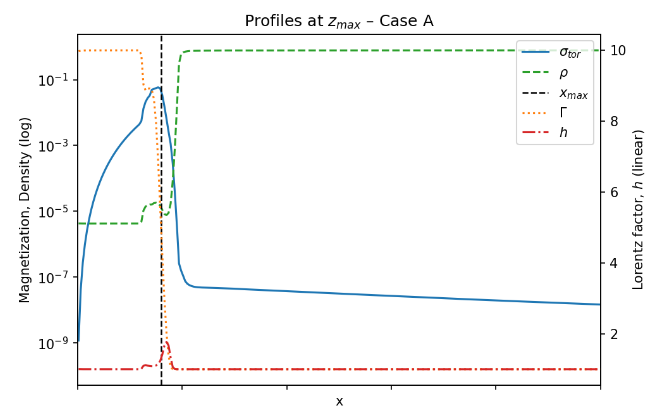 Profiles at z_max – Case A
Magnetization, Density (log)
10⁻¹
10⁻³
10⁻⁵
10⁻⁷
10⁻⁹
σ_tor
ρ
x_max
Γ
h
10
8
6
4
2
Lorentz factor, h (linear)
x